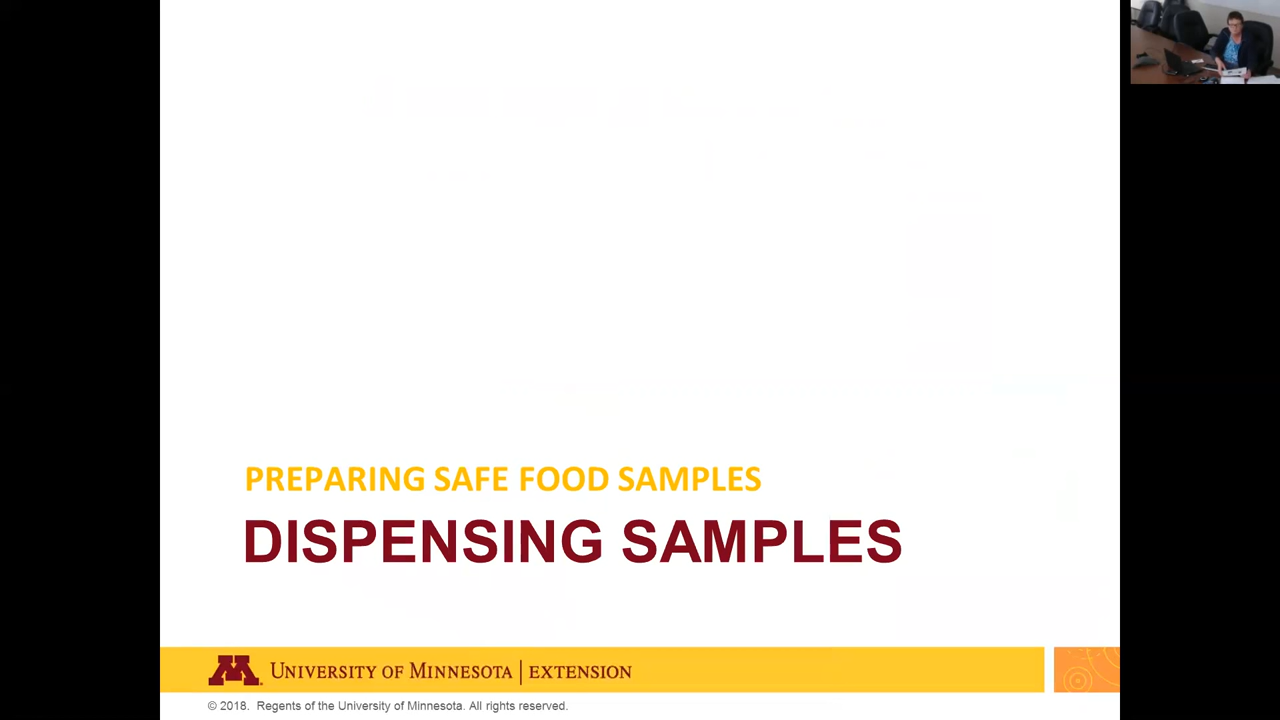 PREPARING SAFE FOOD SAMPLES
DISPENSING SAMPLES
M UNIVERSITY OF MINNESOTA | EXTENSION
© 2018. Regents of the University of Minnesota. All rights reserved.